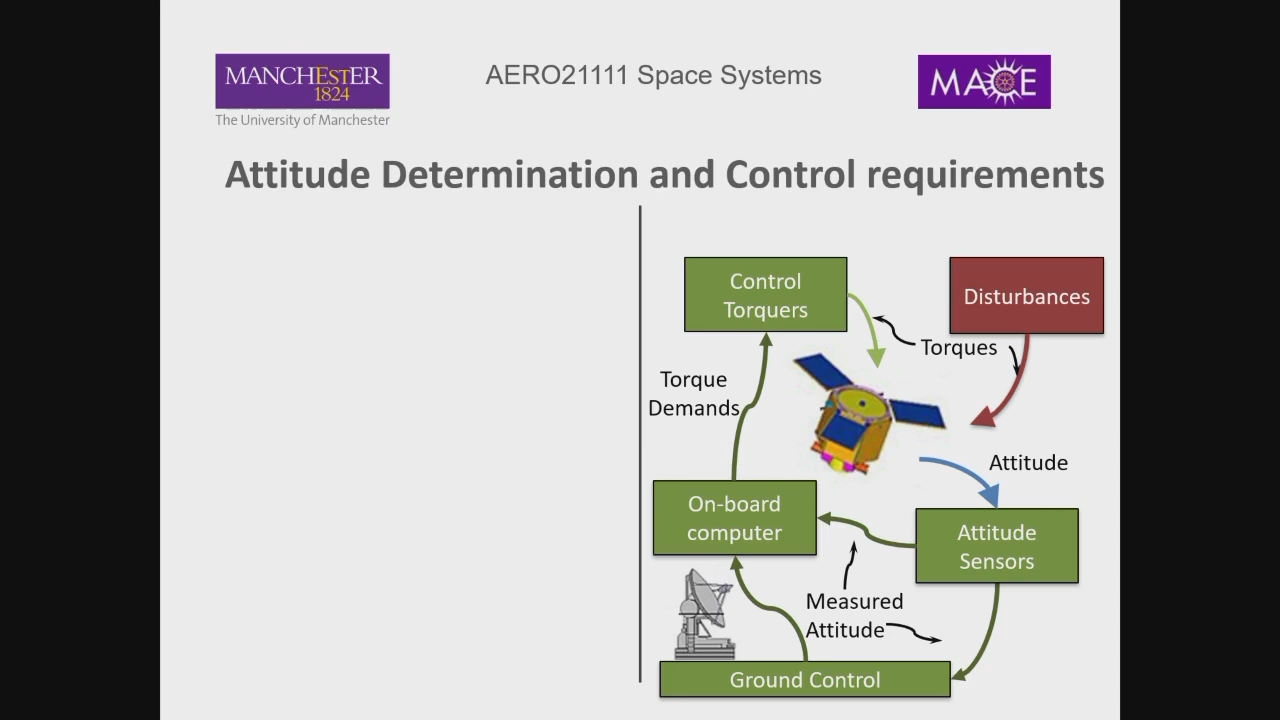 MANCHEstER
1824
The University of Manchester
AERO21111 Space Systems
MACE
Attitude Determination and Control requirements
Control
Torquers
Disturbances
Torques
Torque
Demands
Attitude
On-board
computer
Attitude
Sensors
Measured
Attitude
Ground Control